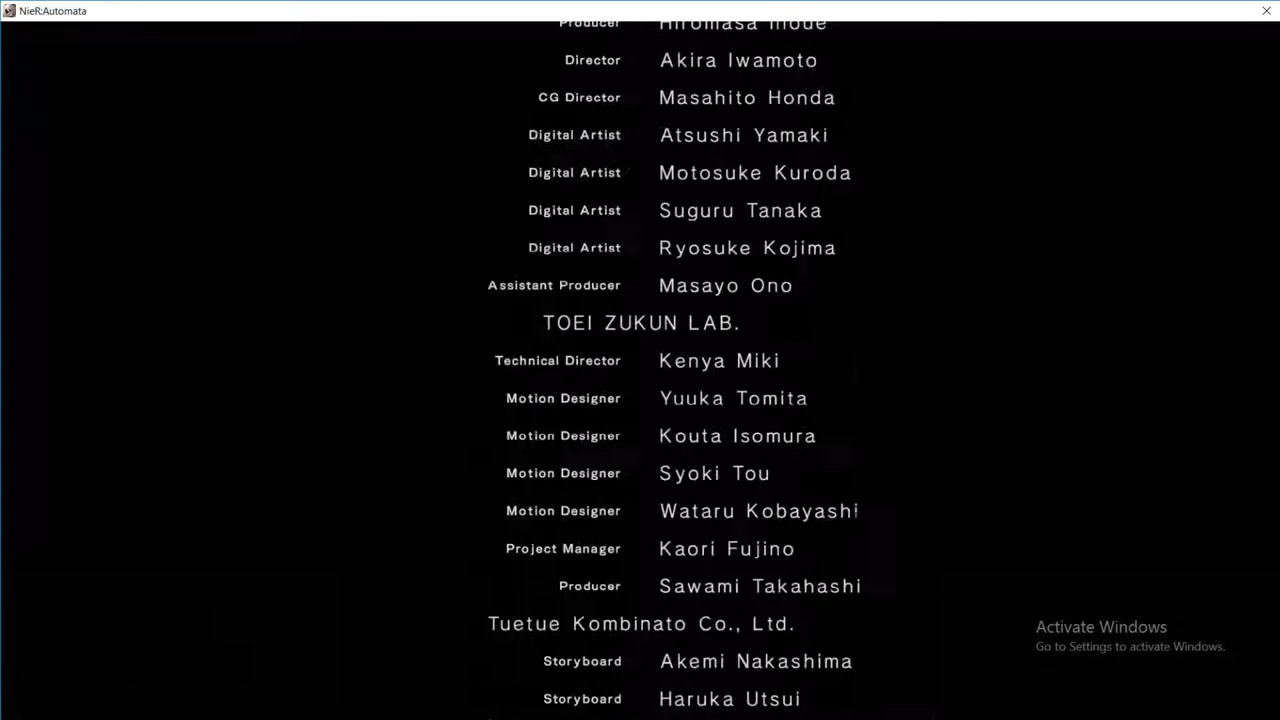 NieR:Automata
Producer Hiromasa Inoue
Director Akira Iwamoto
CG Director Masahito Honda
Digital Artist Atsushi Yamaki
Digital Artist Motosuke Kuroda
Digital Artist Suguru Tanaka
Digital Artist Ryosuke Kojima
Assistant Producer Masayo Ono
TOEI ZUKUN LAB.
Technical Director Kenya Miki
Motion Designer Yuuka Tomita
Motion Designer Kouta Isomura
Motion Designer Syoki Tou
Motion Designer Wataru Kobayashi
Project Manager Kaori Fujino
Producer Sawami Takahashi
Tuetue Kombinato Co., Ltd.
Activate Windows
Go to Settings to activate Windows.
Storyboard Akemi Nakashima
Storyboard Haruka Utsui